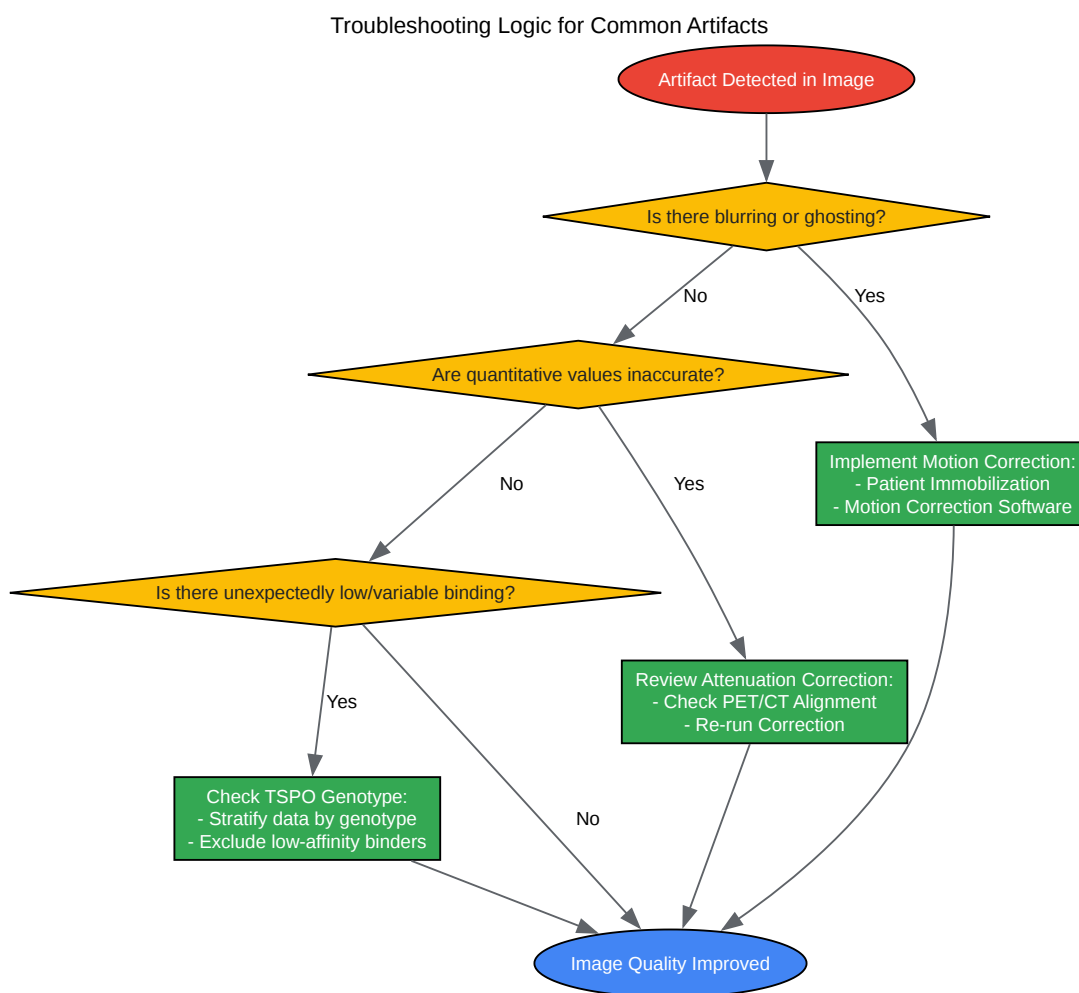 Troubleshooting Logic for Common Artifacts
Artifact Detected in Image
Is there blurring or ghosting?
No
Yes
Are quantitative values inaccurate?
Implement Motion Correction:
- Patient Immobilization
- Motion Correction Software
No
Yes
Is there unexpectedly low/variable binding?
Review Attenuation Correction:
- Check PET/CT Alignment
- Re-run Correction
Yes
No
Check TSPO Genotype:
- Stratify data by genotype
- Exclude low-affinity binders
Image Quality Improved